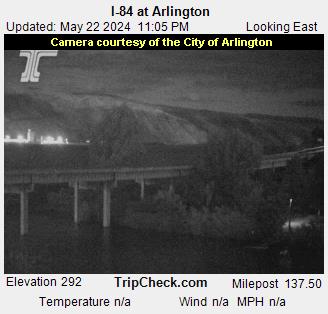 I-84 at Arlington
Updated: May 22 2024 11:05 PM Looking East
Camera courtesy of the City of Arlington
Elevation 292 TripCheck.com Milepost 137.50
Temperature n/a Wind n/a MPH n/a